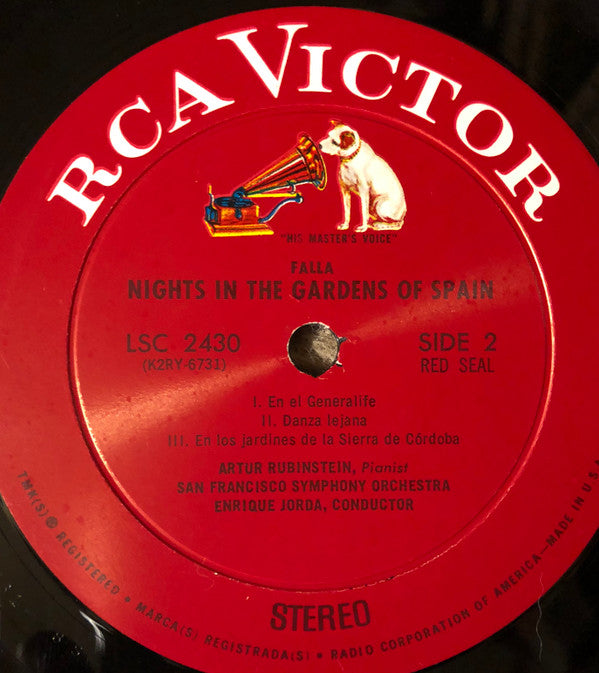 RCA VICTOR
"HIS MASTER'S VOICE"
FALLA
NIGHTS IN THE GARDENS OF SPAIN
LSC 2430
(K2RY-6731)
SIDE 2
RED SEAL
I. En el Generalife
II. Danza lejana
III. En los jardines de la Sierra de Córdoba
ARTUR RUBINSTEIN, Pianist
SAN FRANCISCO SYMPHONY ORCHESTRA
ENRIQUE JORDA, CONDUCTOR
STEREO
TMK(S) ® REGISTERED • MARCA(S) REGISTRADA(S) • RADIO CORPORATION OF AMERICA—MADE IN U.S.A.